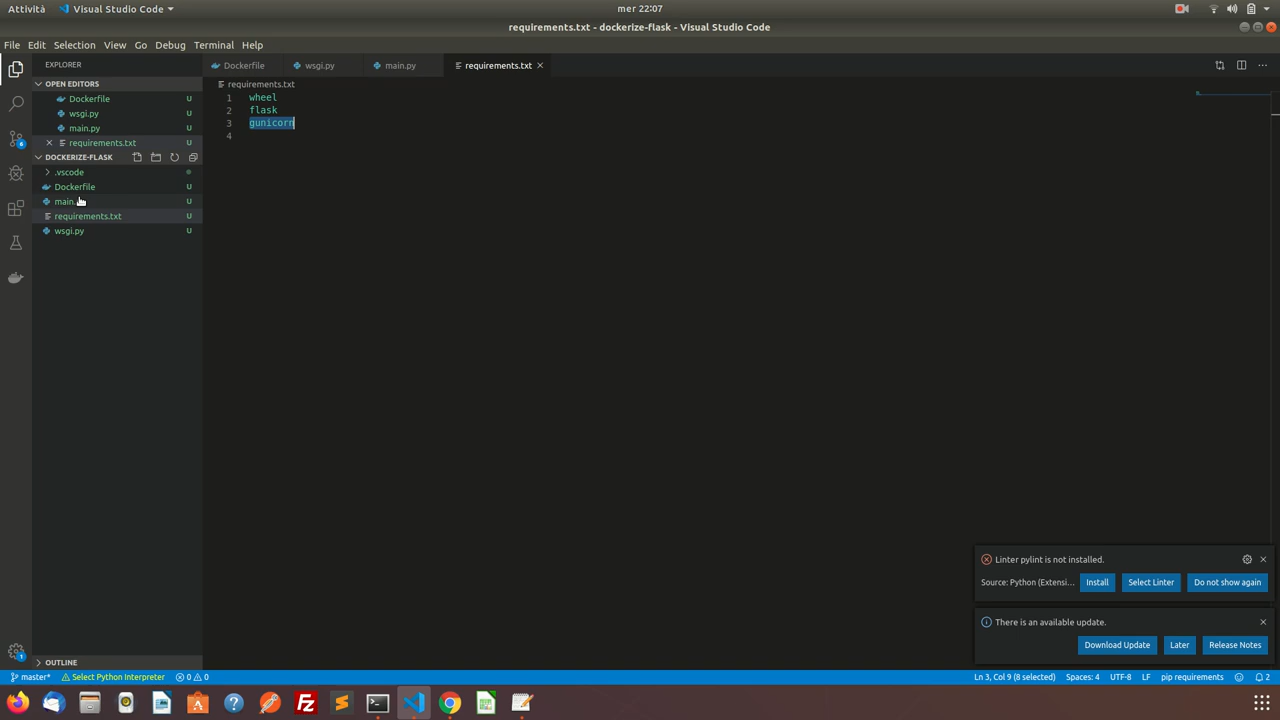 Attività
Visual Studio Code
mer 22:07
requirements.txt - dockerize-flask - Visual Studio Code
File Edit Selection View Go Debug Terminal Help
EXPLORER
OPEN EDITORS
Dockerfile U
wsgi.py U
main.py U
requirements.txt U
DOCKERIZE-FLASK
.vscode
Dockerfile U
main. U
requirements.txt U
wsgi.py U
OUTLINE
Dockerfile
wsgi.py
main.py
requirements.txt
requirements.txt
1 wheel
2 flask
3 gunicorn
4
6
1
Linter pylint is not installed.
Source: Python (Extensi... Install Select Linter Do not show again
There is an available update.
Download Update Later Release Notes
master* Select Python Interpreter 0 0 Ln 3, Col 9 (8 selected) Spaces: 4 UTF-8 LF pip requirements 2